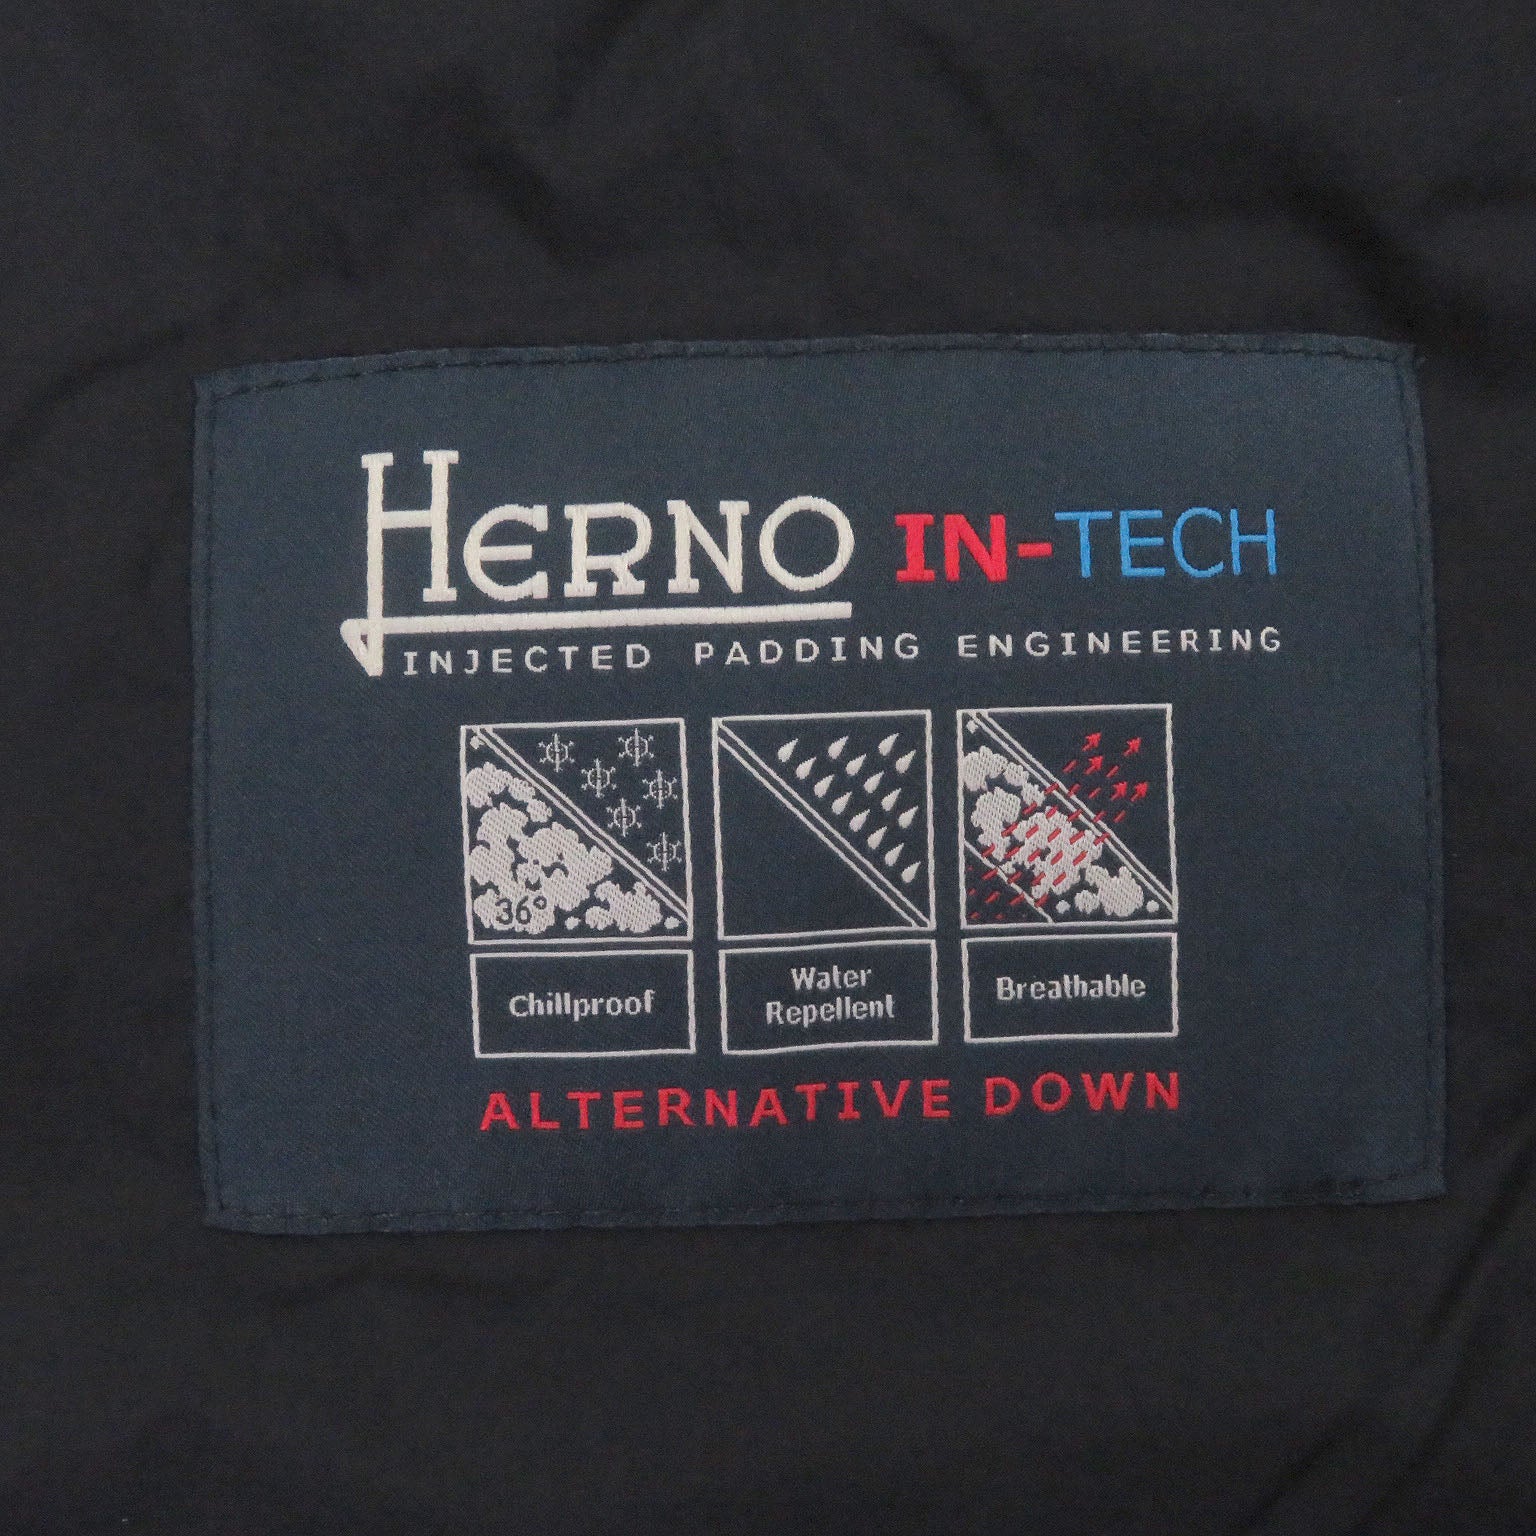 HERNO IN-TECH
INJECTED PADDING ENGINEERING
36°
Chillproof
Water
Repellent
Breathable
ALTERNATIVE DOWN